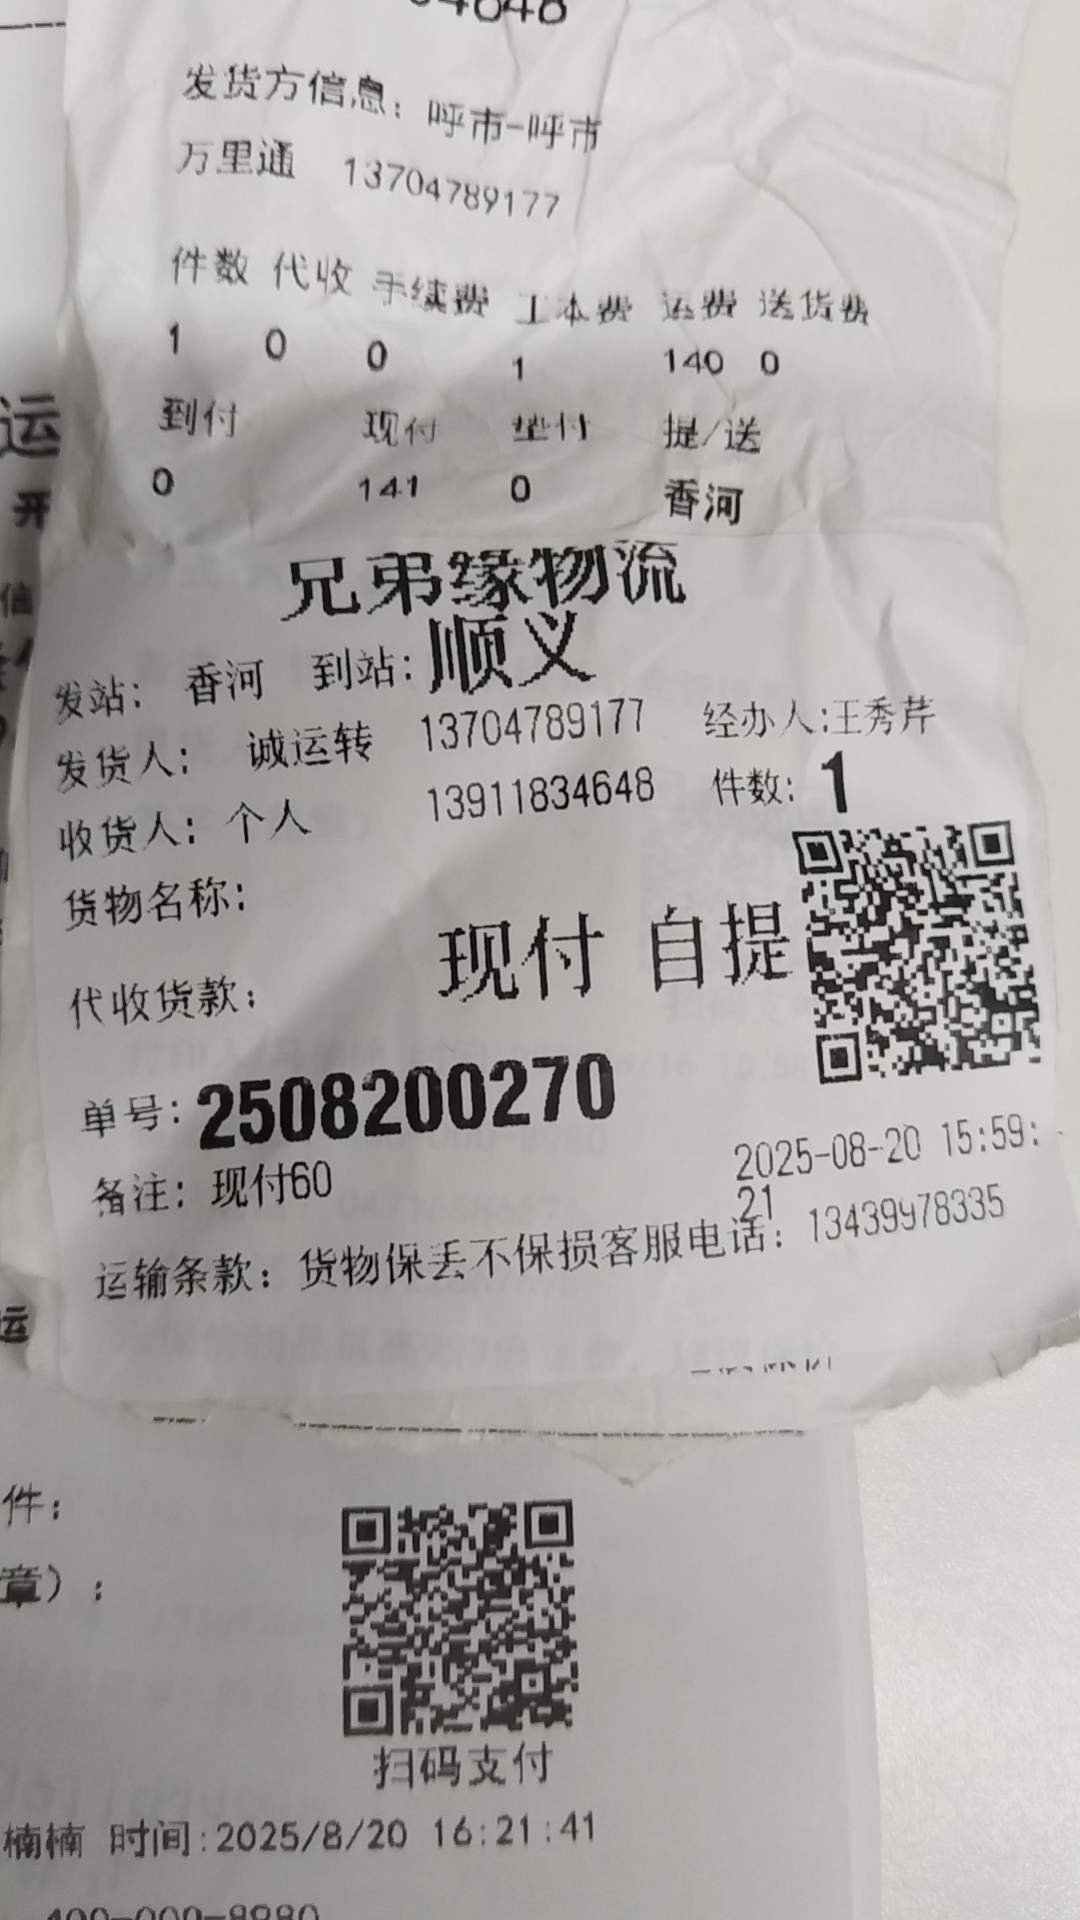 发货方信息: 呼市-呼市
万里通 13704789177
件数 代收 手续费 工本费 运费 送货费
1 0 0 1 140 0
到付 现付 垫付 提/送
0 141 0 香河
运
开
信
兄弟缘物流
发站: 香河 到站: 顺义
发货人: 诚运转 13704789177 经办人:王秀芹
收货人: 个人 13911834648 件数: 1
货物名称:
现付 自提
代收货款:
单号: 2508200270
备注: 现付60
2025-08-20 15:59:
21
运输条款: 货物保丢不保损客服电话: 13439978335
运
件:
章):
扫码支付
楠楠 时间:2025/8/20 16:21:41